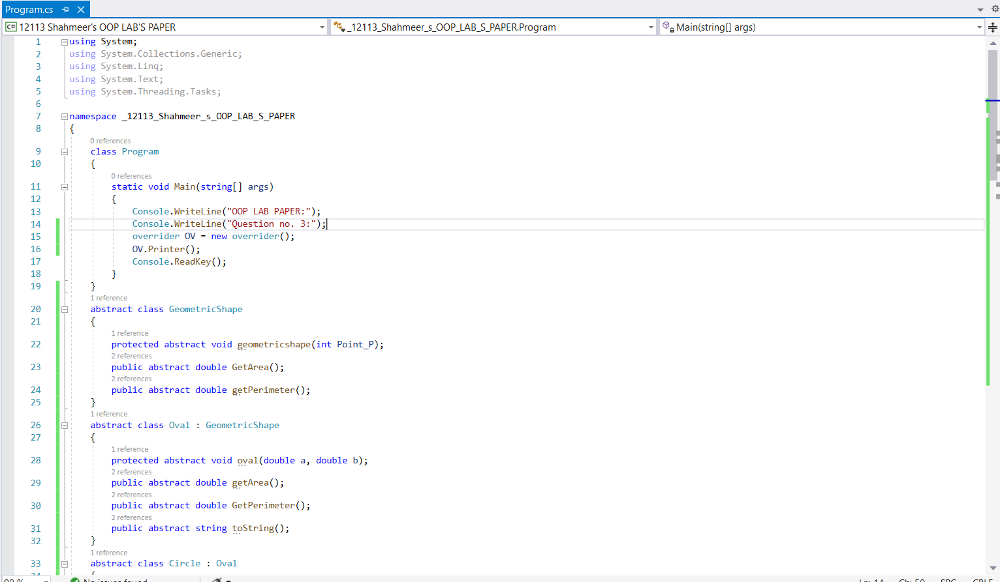 Program.cs
12113 Shahmeer's OOP LAB'S PAPER
_12113_Shahmeer_s_OOP_LAB_S_PAPER.Program
Main(string[] args)
1 using System;
2 using System.Collections.Generic;
3 using System.Linq;
4 using System.Text;
5 using System.Threading.Tasks;
6
7 namespace _12113_Shahmeer_s_OOP_LAB_S_PAPER
8 {
0 references
9 class Program
10 {
0 references
11 static void Main(string[] args)
12 {
13 Console.WriteLine("OOP LAB PAPER:");
14 Console.WriteLine("Question no. 3:");
15 overrider OV = new overrider();
16 OV.Printer();
17 Console.ReadKey();
18 }
19 }
1 reference
20 abstract class GeometricShape
21 {
1 reference
22 protected abstract void geometricshape(int Point_P);
2 references
23 public abstract double GetArea();
2 references
24 public abstract double getPerimeter();
25 }
1 reference
26 abstract class Oval : GeometricShape
27 {
1 reference
28 protected abstract void oval(double a, double b);
2 references
29 public abstract double getArea();
2 references
30 public abstract double GetPerimeter();
2 references
31 public abstract string toString();
32 }
1 reference
33 abstract class Circle : Oval
34 {
90 % No issues found Ln: 14